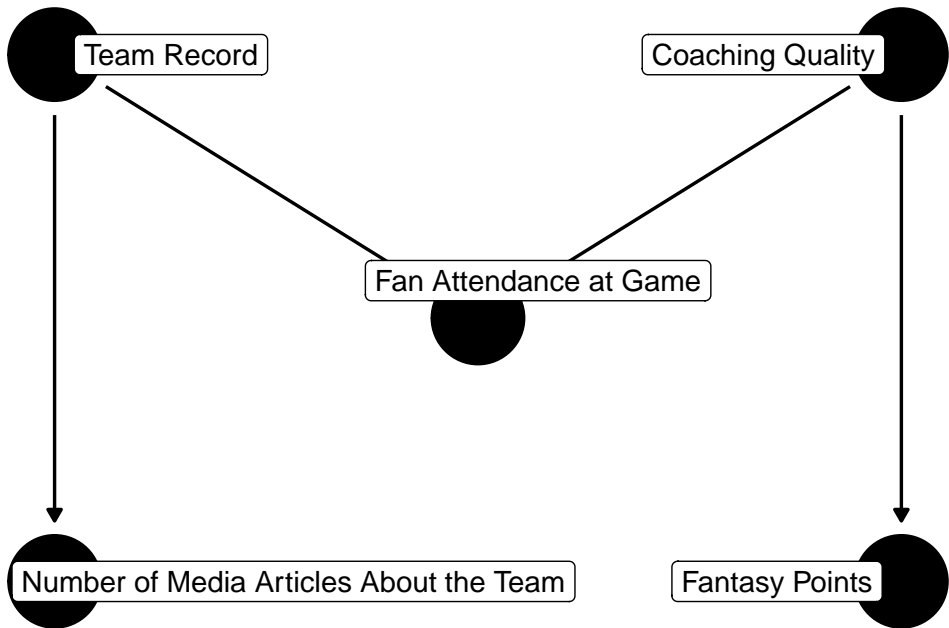 Team Record
Coaching Quality
Fan Attendance at Game
Number of Media Articles About the Team
Fantasy Points